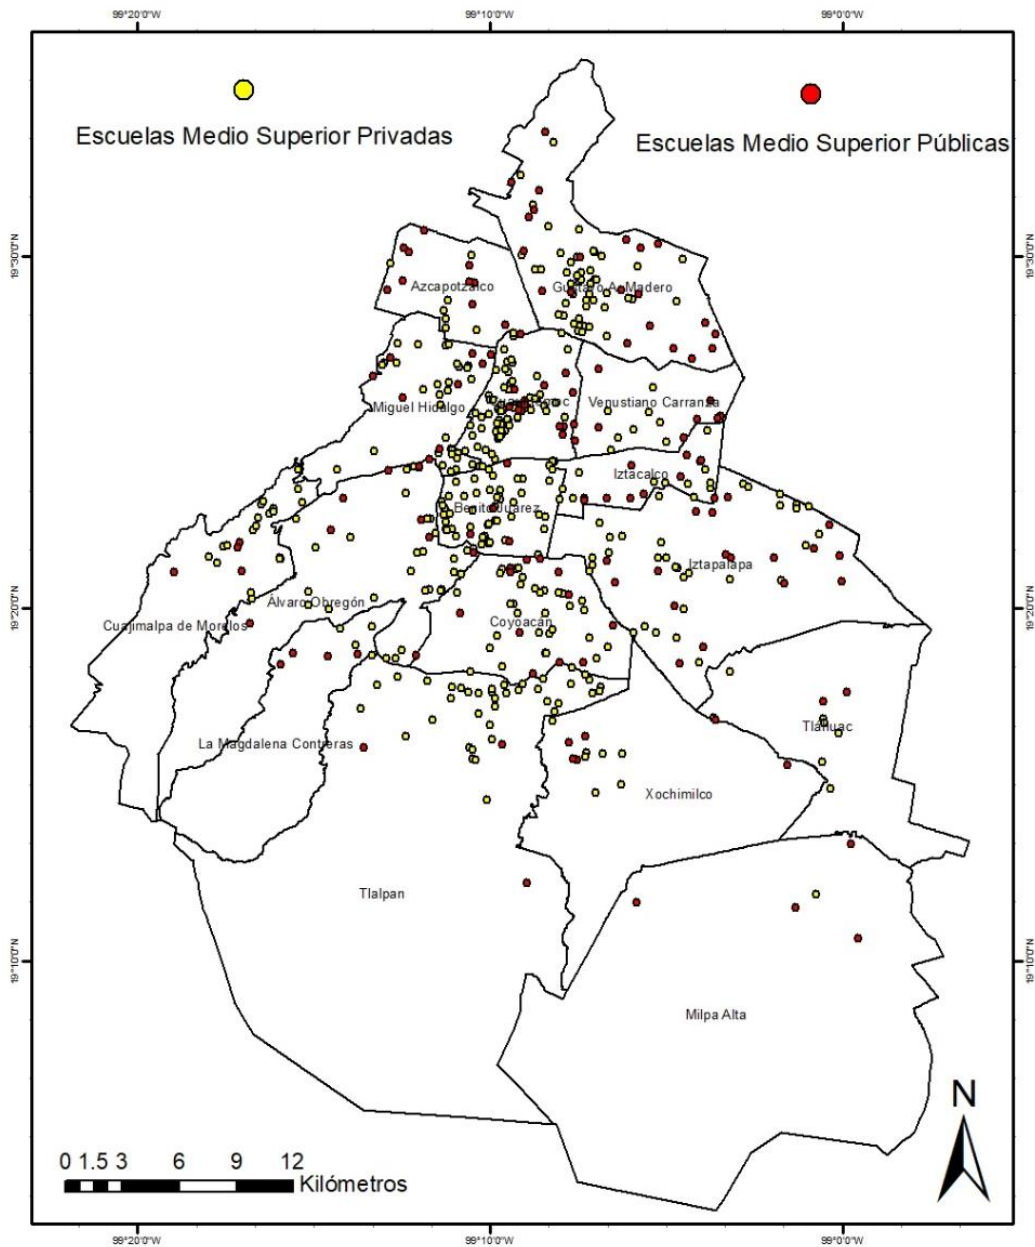 99°20'0"W 99°10'0"W 99°0'0"W
Escuelas Medio Superior Privadas
Escuelas Medio Superior Públicas
19°30'0"N 19°30'0"N
Azcapotzalco
Gustavo A. Madero
Miguel Hidalgo
Cuauhtemoc
Venustiano Carranza
Iztacalco
Benito Juárez
Iztapalapa
19°20'0"N 19°20'0"N
Álvaro Obregón
Cuajimalpa de Morelos
Coyoacán
Tláhuac
La Magdalena Contreras
Xochimilco
Tlalpan
19°10'0"N 19°10'0"N
Milpa Alta
N
0 1.5 3 6 9 12
Kilómetros
99°20'0"W 99°10'0"W 99°0'0"W